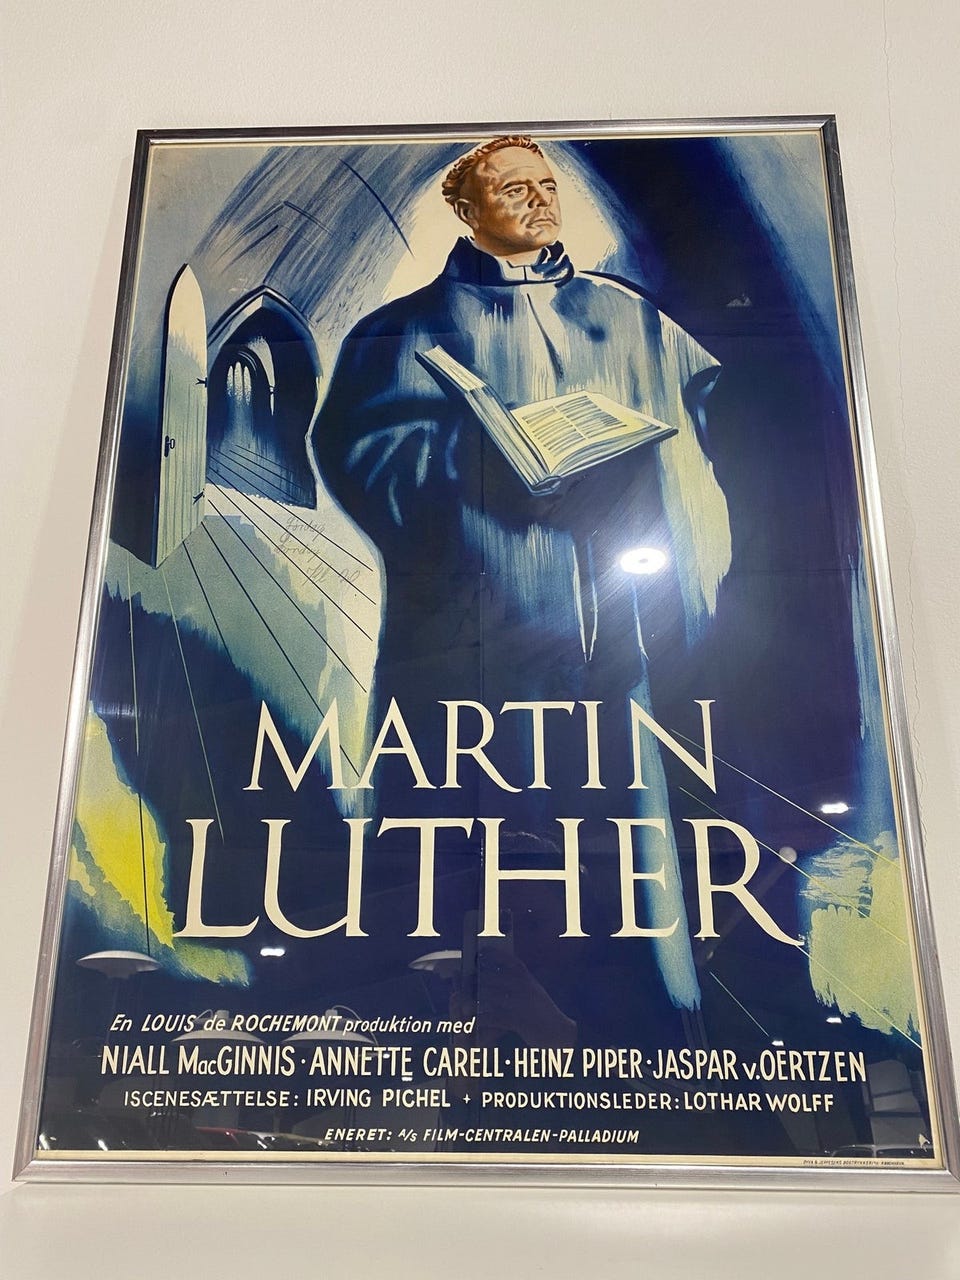 MARTIN
LUTHER
En LOUIS de ROCHEMONT produktion med
NIALL MacGINNIS · ANNETTE CARELL · HEINZ PIPER · JASPAR v. OERTZEN
ISCENESÆTTELSE: IRVING PICHEL + PRODUKTIONSLEDER: LOTHAR WOLFF
ENERET: A/S FILM-CENTRALEN-PALLADIUM